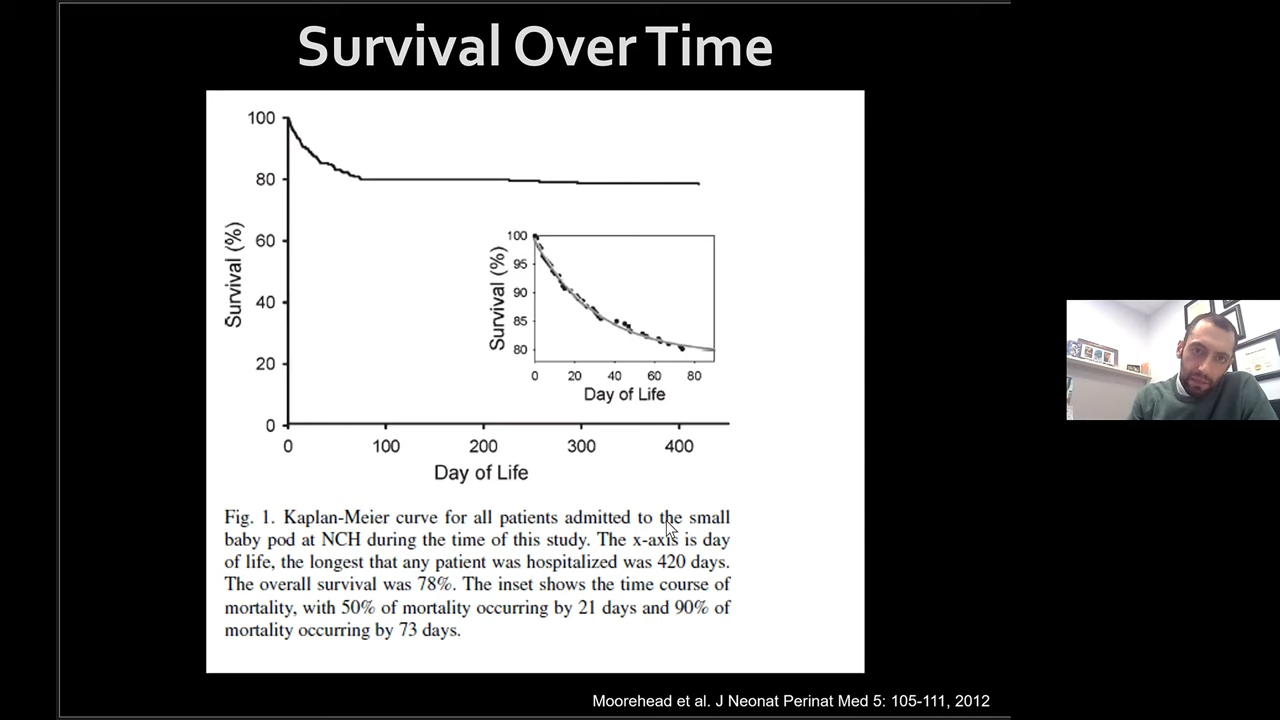 Survival Over Time
100
80
60
40
20
0
Survival (%)
0 100 200 300 400
Day of Life
100
95
90
85
80
Survival (%)
0 20 40 60 80
Day of Life
Fig. 1. Kaplan-Meier curve for all patients admitted to the small
baby pod at NCH during the time of this study. The x-axis is day
of life, the longest that any patient was hospitalized was 420 days.
The overall survival was 78%. The inset shows the time course of
mortality, with 50% of mortality occurring by 21 days and 90% of
mortality occurring by 73 days.
Moorehead et al. J Neonat Perinat Med 5: 105-111, 2012